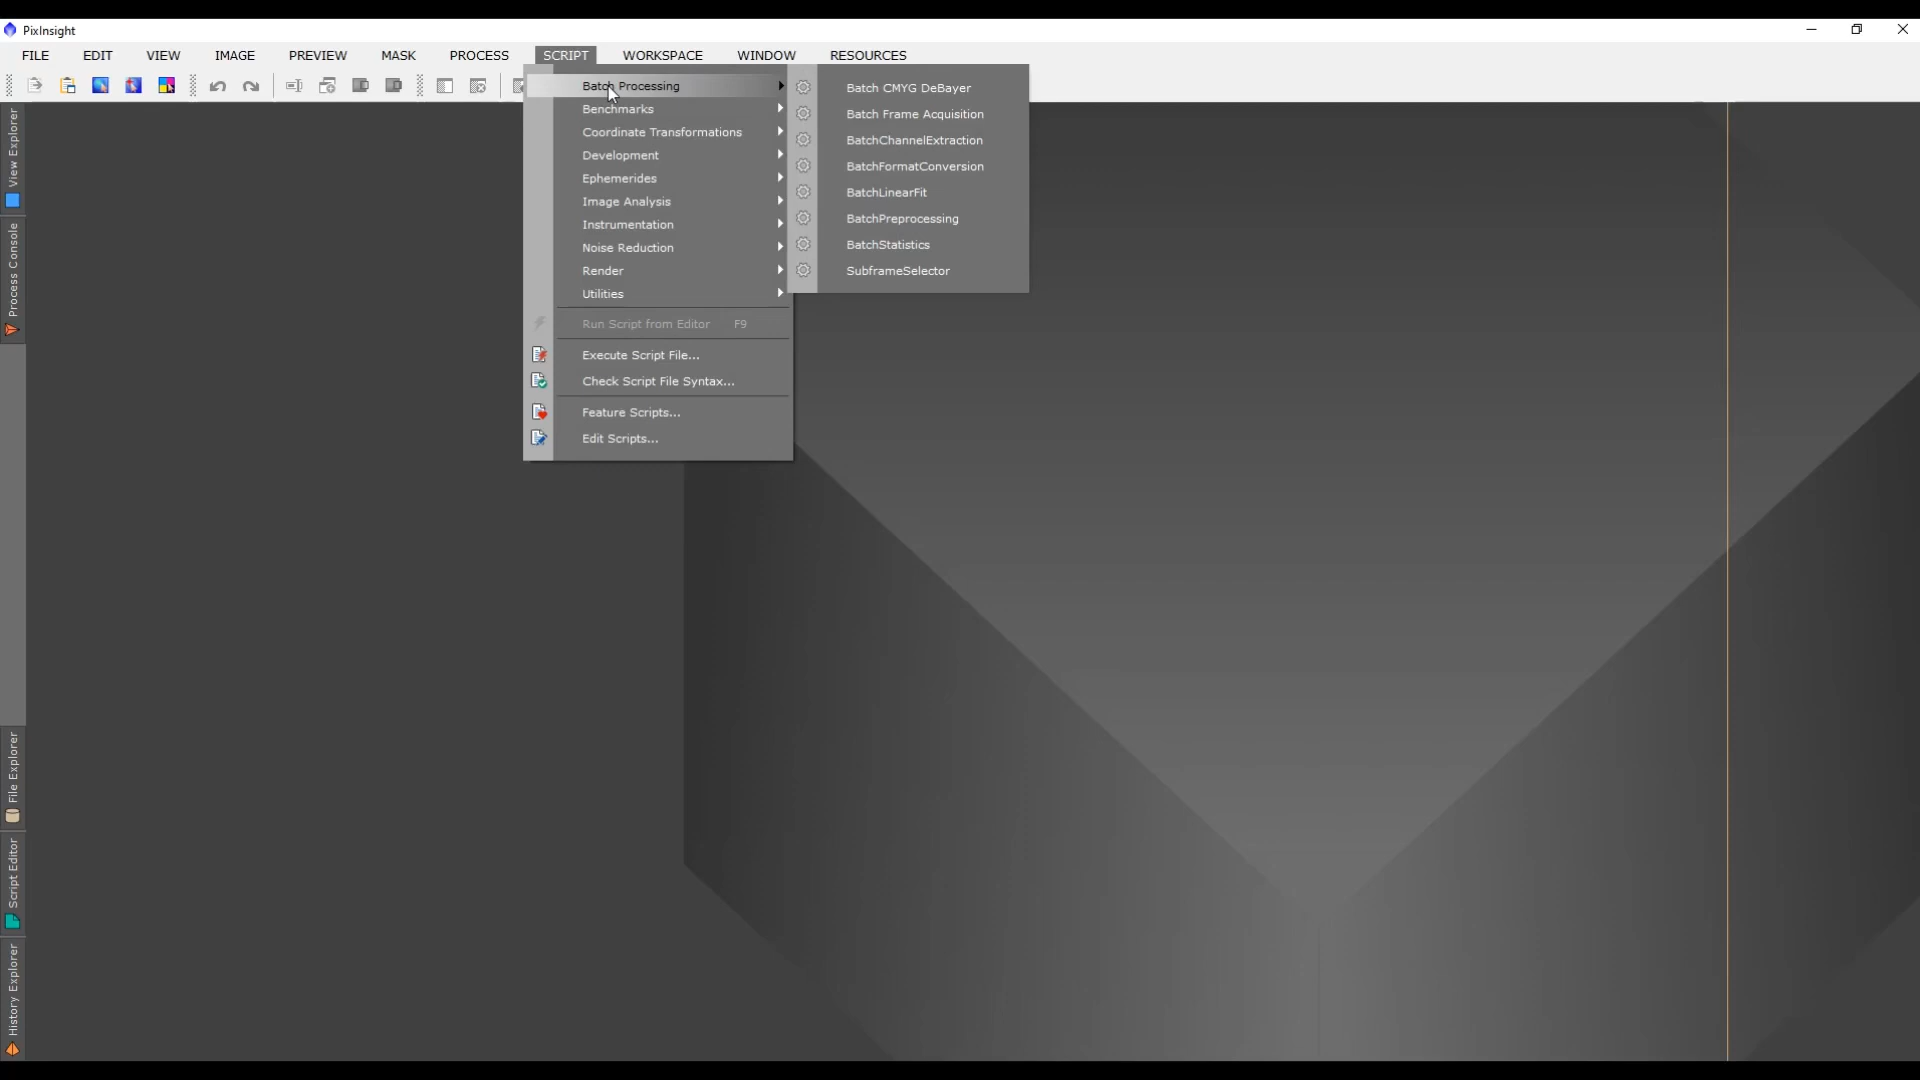 PixInsight
FILE EDIT VIEW IMAGE PREVIEW MASK PROCESS SCRIPT WORKSPACE WINDOW RESOURCES
Batch Processing
Benchmarks
Coordinate Transformations
Development
Ephemerides
Image Analysis
Instrumentation
Noise Reduction
Render
Utilities
Run Script from Editor F9
Execute Script File...
Check Script File Syntax...
Feature Scripts...
Edit Scripts...
Batch CMYG DeBayer
Batch Frame Acquisition
BatchChannelExtraction
BatchFormatConversion
BatchLinearFit
BatchPreprocessing
BatchStatistics
SubframeSelector
View Explorer
Process Console
File Explorer
Script Editor
History Explorer